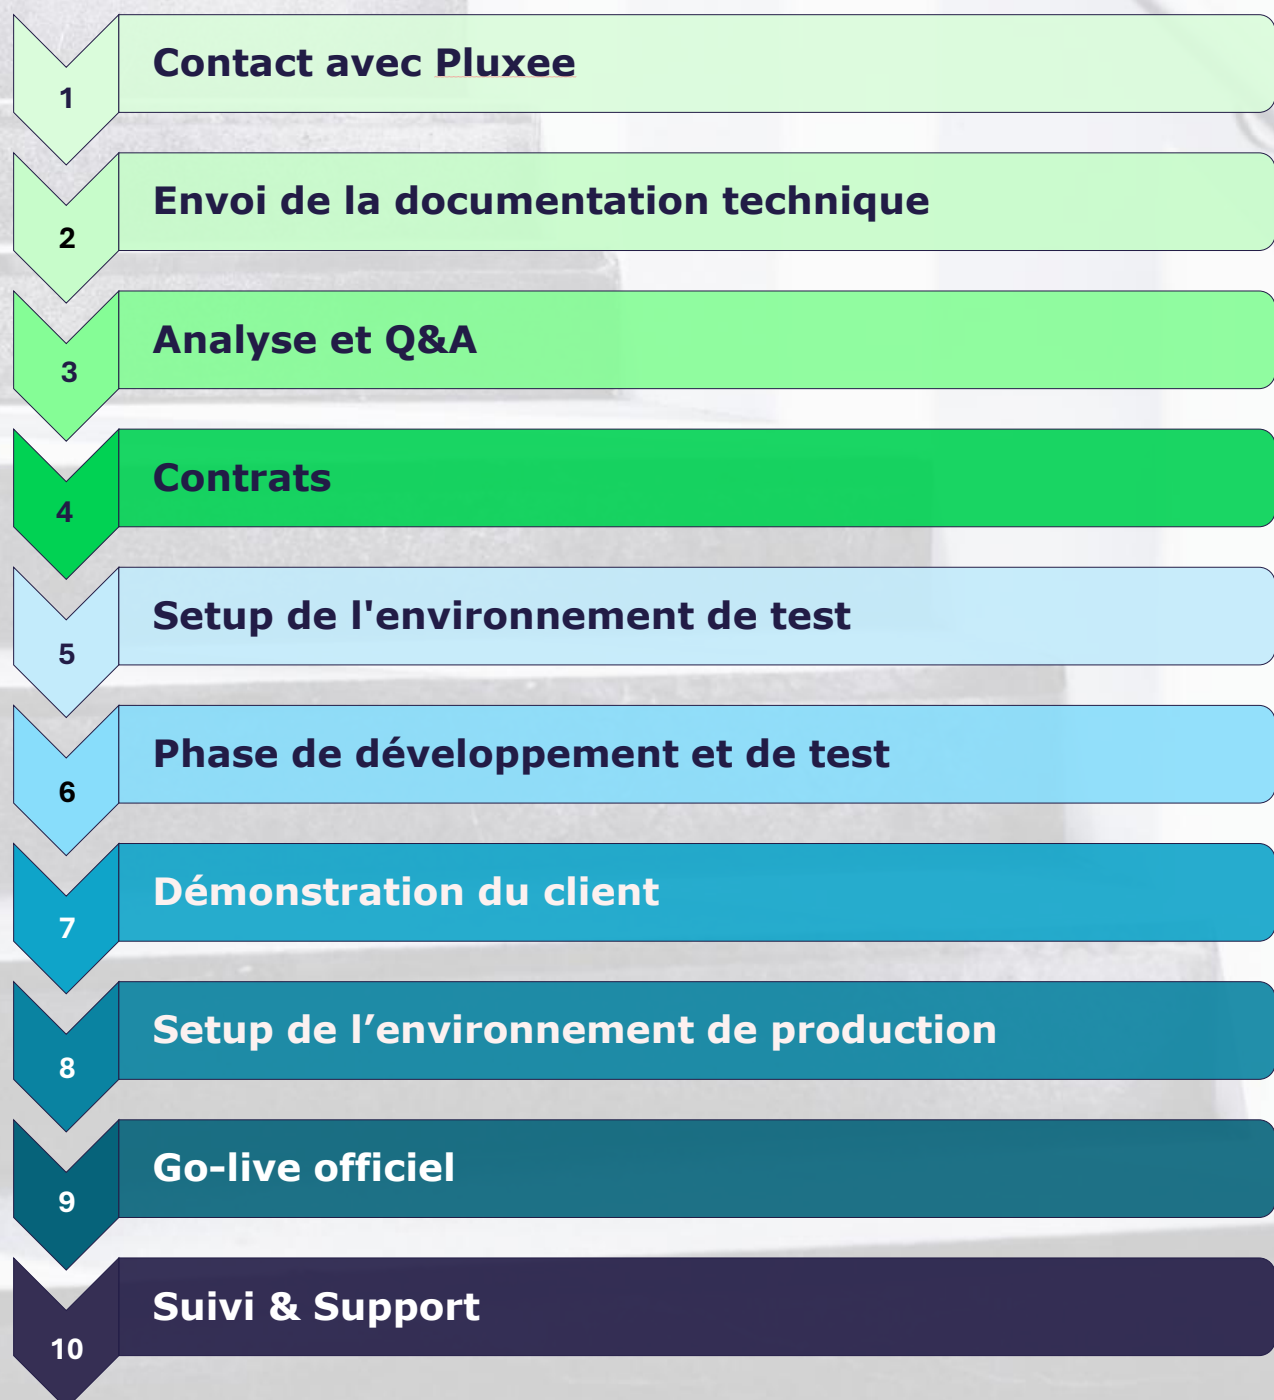 1
Contact avec Pluxee
2
Envoi de la documentation technique
3
Analyse et Q&A
4
Contrats
5
Setup de l'environnement de test
6
Phase de développement et de test
7
Démonstration du client
8
Setup de l’environnement de production
9
Go-live officiel
10
Suivi & Support